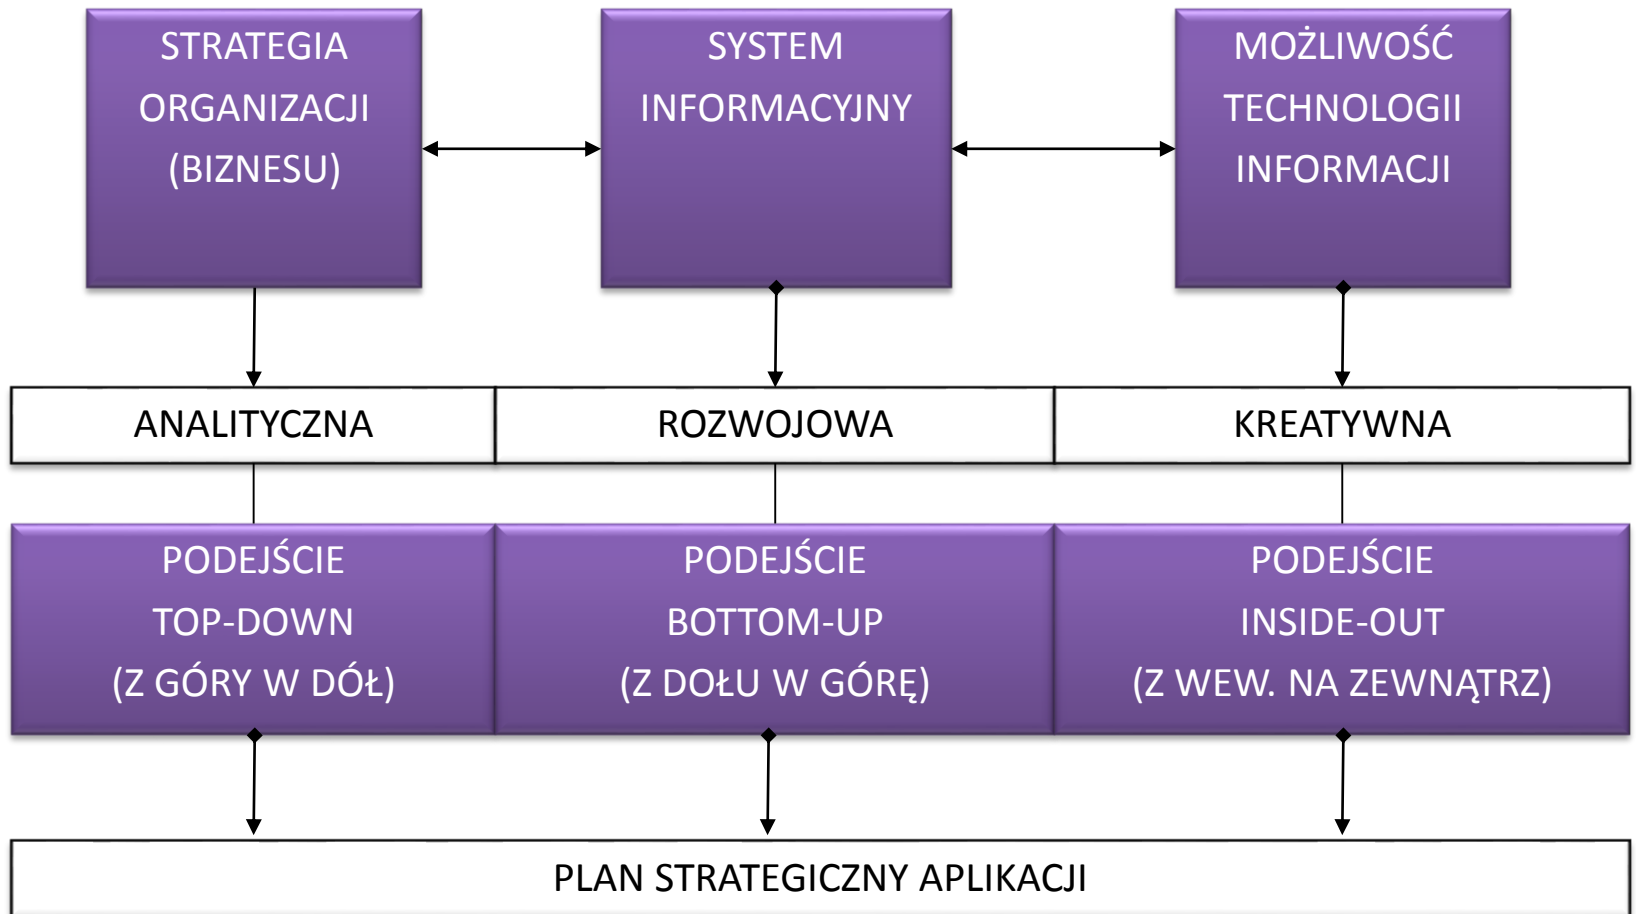 STRATEGIA
ORGANIZACJI
(BIZNESU)
SYSTEM
INFORMACYJNY
MOŻLIWOŚĆ
TECHNOLOGII
INFORMACJI
ANALITYCZNA
ROZWOJOWA
KREATYWNA
PODEJŚCIE
TOP-DOWN
(Z GÓRY W DÓŁ)
PODEJŚCIE
BOTTOM-UP
(Z DOŁU W GÓRĘ)
PODEJŚCIE
INSIDE-OUT
(Z WEW. NA ZEWNĄTRZ)
PLAN STRATEGICZNY APLIKACJI